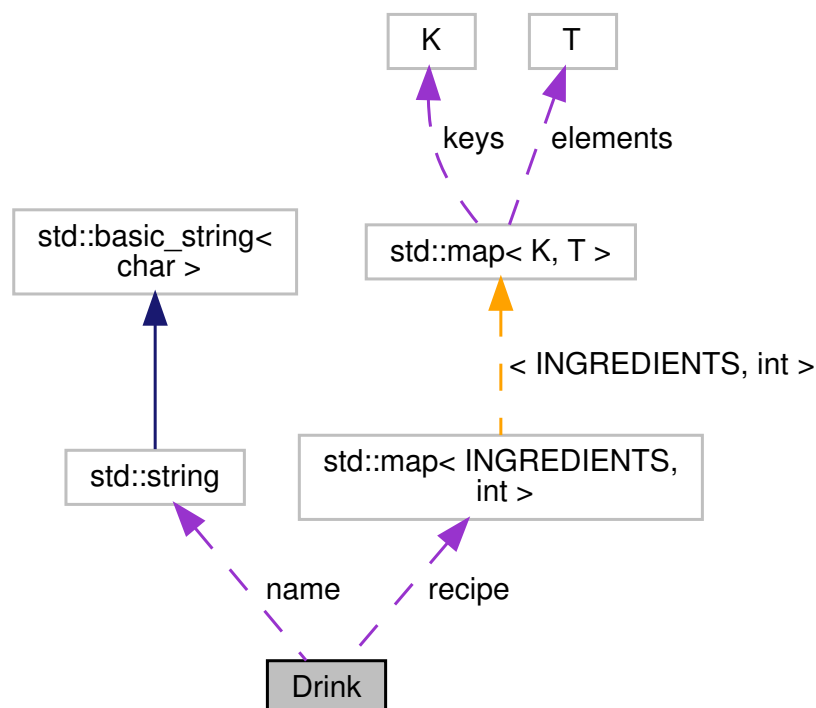 K
T
keys
elements
std::basic_string<
char >
std::map< K, T >
< INGREDIENTS, int >
std::string
std::map< INGREDIENTS,
int >
name
recipe
Drink